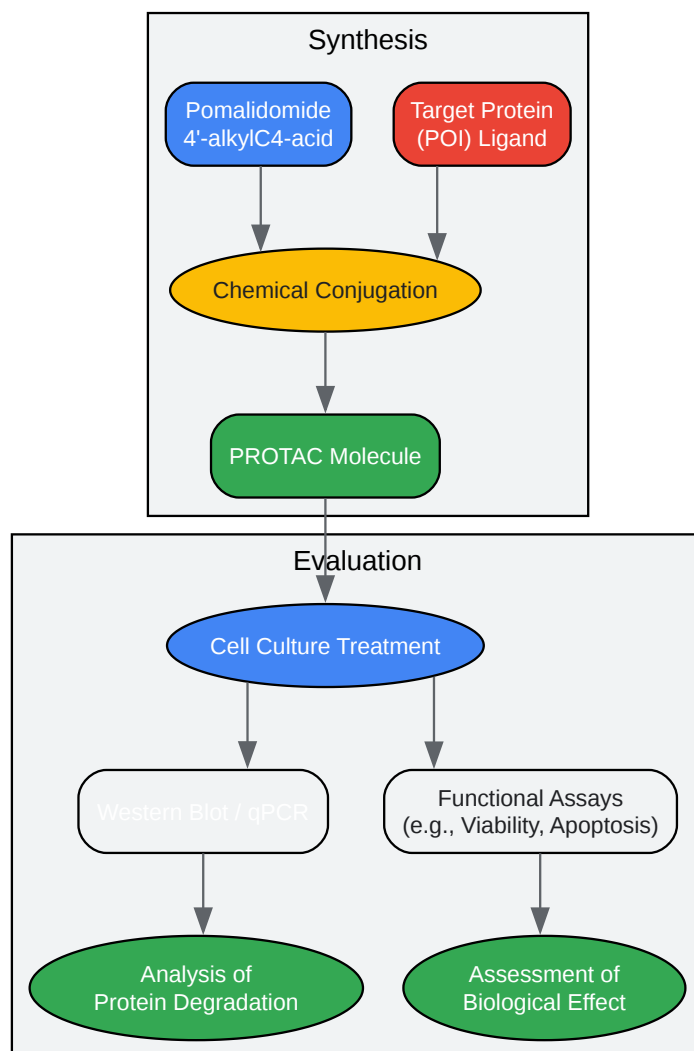 Synthesis
Pomalidomide
4'-alkylC4-acid
Target Protein
(POI) Ligand
Chemical Conjugation
PROTAC Molecule
Evaluation
Cell Culture Treatment
Western Blot / qPCR
Functional Assays
(e.g., Viability, Apoptosis)
Analysis of
Protein Degradation
Assessment of
Biological Effect